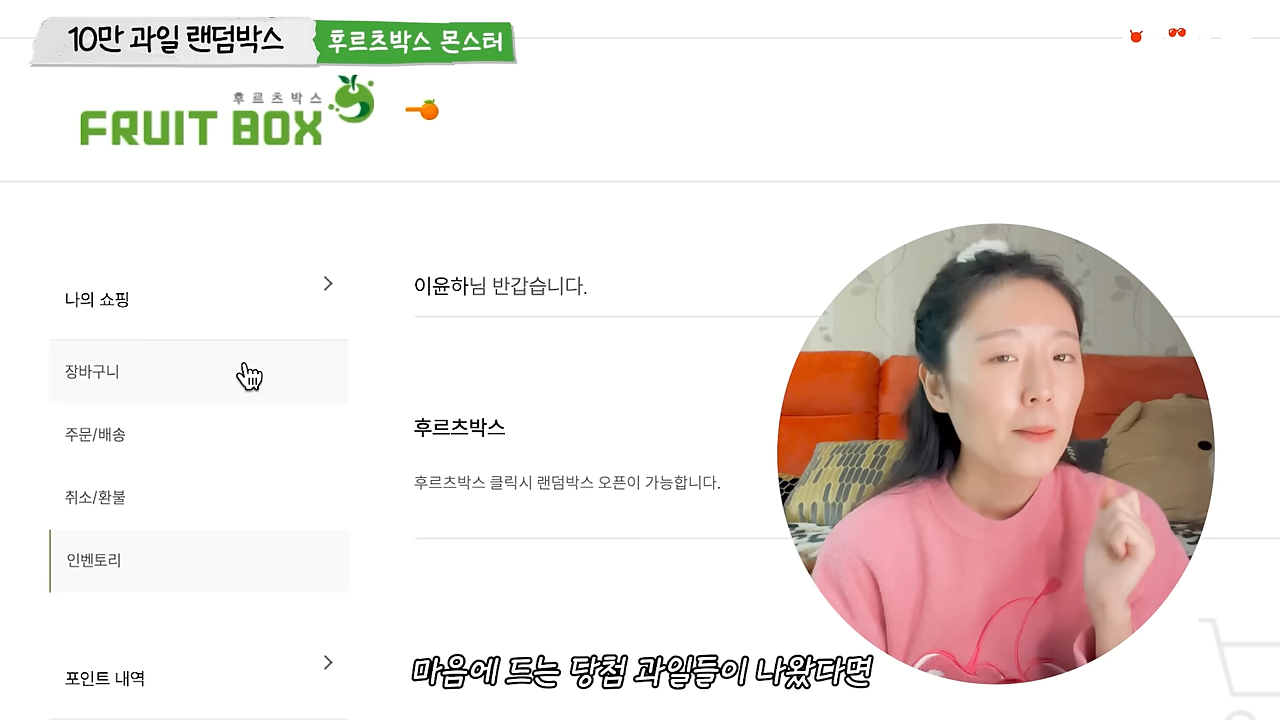 10만 과일 랜덤박스
후르츠박스 몬스터
후르츠박스
FRUIT BOX
나의 쇼핑
장바구니
주문/배송
취소/환불
인벤토리
포인트 내역
이윤하님 반갑습니다.
후르츠박스
후르츠박스 클릭시 랜덤박스 오픈이 가능합니다.
마음에 드는 당첨 과일들이 나왔다면